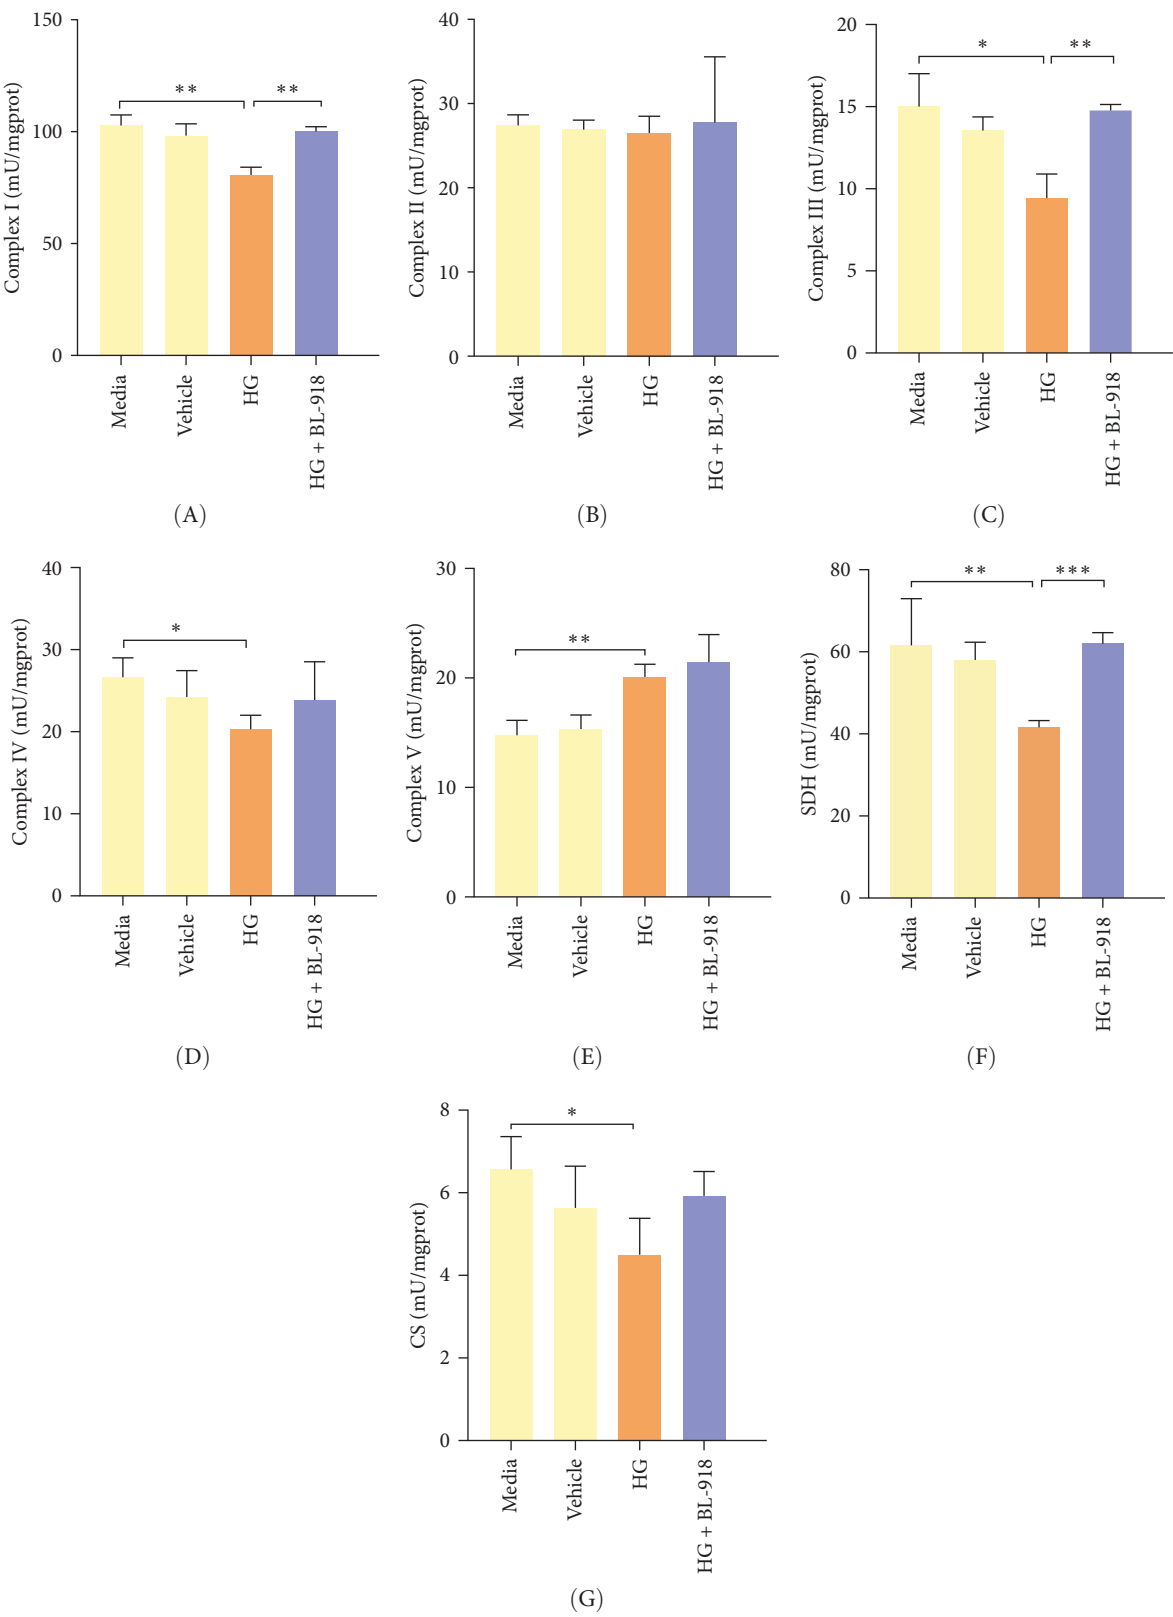 Complex I (mU/mgprot)
150
100
50
0
**
**
Media
Vehicle
HG
HG + BL-918
(A)
Complex II (mU/mgprot)
40
30
20
10
0
Media
Vehicle
HG
HG + BL-918
(B)
Complex III (mU/mgprot)
20
15
10
5
0
*
**
Media
Vehicle
HG
HG + BL-918
(C)
Complex IV (mU/mgprot)
40
30
20
10
0
*
Media
Vehicle
HG
HG + BL-918
(D)
Complex V (mU/mgprot)
30
20
10
0
**
Media
Vehicle
HG
HG + BL-918
(E)
SDH (mU/mgprot)
80
60
40
20
0
**
***
Media
Vehicle
HG
HG + BL-918
(F)
CS (mU/mgprot)
8
6
4
2
0
*
Media
Vehicle
HG
HG + BL-918
(G)